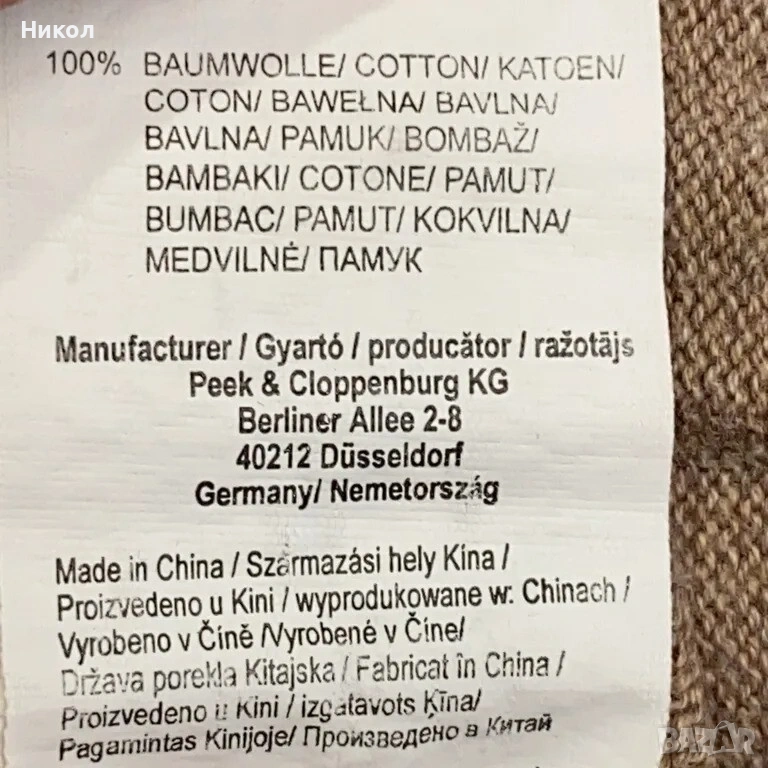 Никол
100% BAUMWOLLE/ COTTON/ KATOEN/
COTON/ BAWEŁNA/ BAVLNA/
BAVLNA/ PAMUK/ BOMBAŽ/
BAMBAKI/ COTONE/ PAMUT/
BUMBAC/ PAMUT/ KOKVILNA/
MEDVILNĖ/ ПАМУК
Manufacturer / Gyartó / producător / ražotājs
Peek & Cloppenburg KG
Berliner Allee 2-8
40212 Düsseldorf
Germany/ Nemetország
Made in China / Származási hely Kína /
Proizvedeno u Kini / wyprodukowane w: Chinach /
Vyrobeno v Číně /Vyrobené v Číne/
Država porekla Kitajska / Fabricat în China /
Proizvedeno u Kini / izgatavots Ķīna/
Pagamintas Kinijoje/ Произведено в Китай
BAZAR